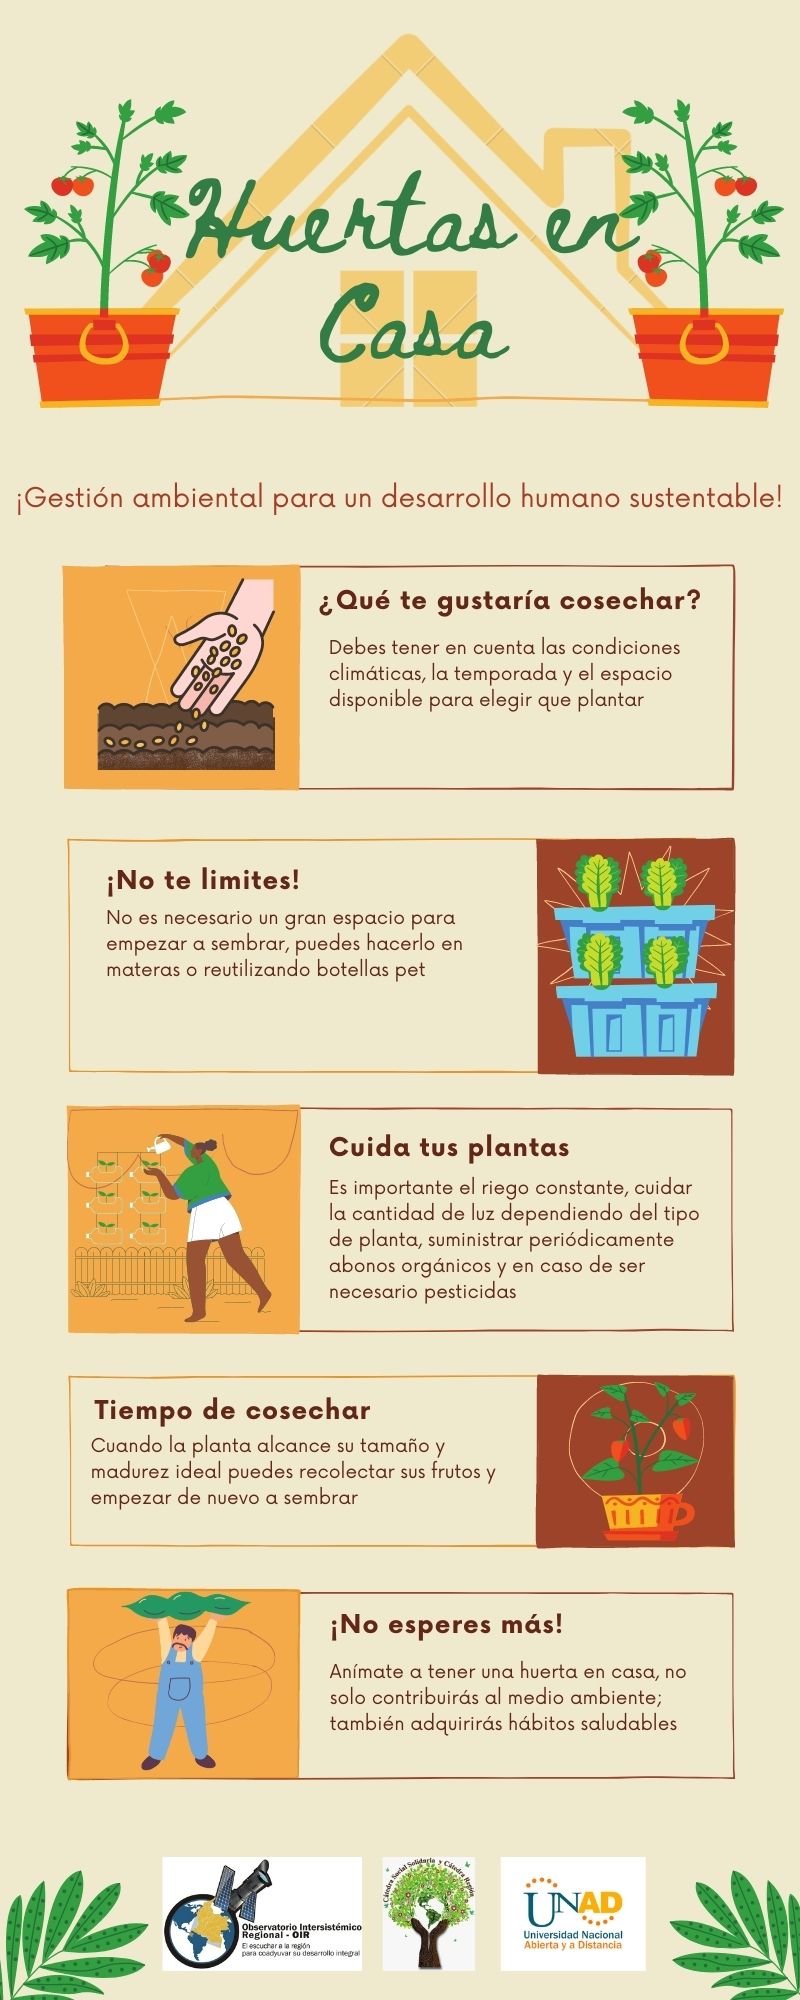 Huertas en
Casa
¡Gestión ambiental para un desarrollo humano sustentable!
¿Qué te gustaría cosechar?
Debes tener en cuenta las condiciones
climáticas, la temporada y el espacio
disponible para elegir que plantar
¡No te limites!
No es necesario un gran espacio para
empezar a sembrar, puedes hacerlo en
materas o reutilizando botellas pet
Cuida tus plantas
Es importante el riego constante, cuidar
la cantidad de luz dependiendo del tipo
de planta, suministrar periódicamente
abonos orgánicos y en caso de ser
necesario pesticidas
Tiempo de cosechar
Cuando la planta alcance su tamaño y
madurez ideal puedes recolectar sus frutos y
empezar de nuevo a sembrar
¡No esperes más!
Anímate a tener una huerta en casa, no
solo contribuirás al medio ambiente;
también adquirirás hábitos saludables
Observatorio Intersistémico
Regional - OIR
El escuchar a la región
para coadyuvar su desarrollo integral
Cátedra Social Solidaria y Cátedra Región
UNAD
Universidad Nacional
Abierta y a Distancia